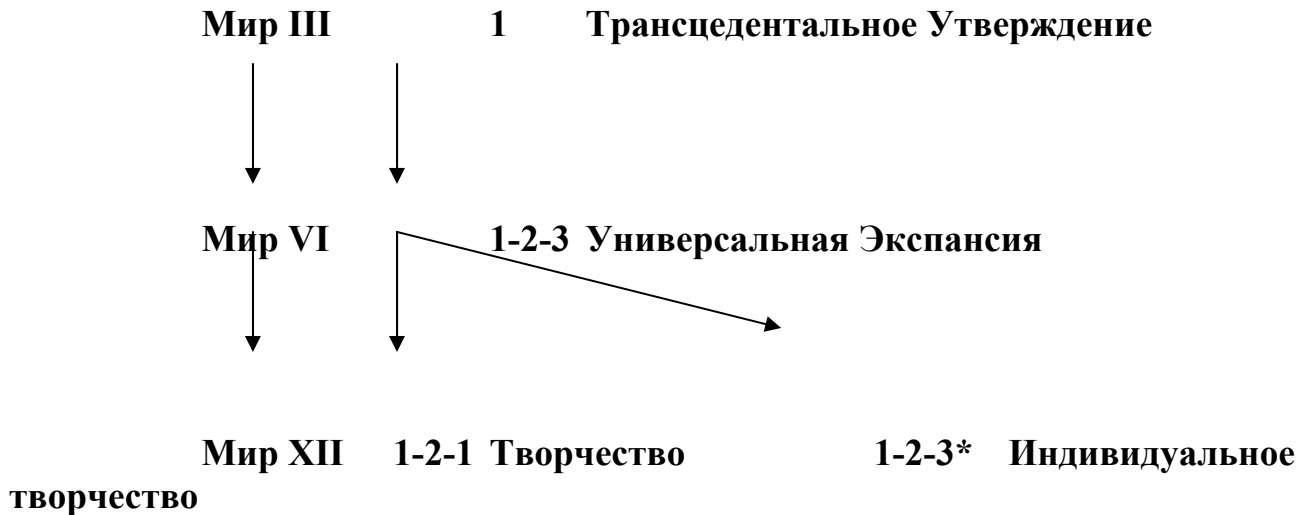 Мир III 1 Трансцедентальное Утверждение
Мир VI 1-2-3 Универсальная Экспансия
Мир XII 1-2-1 Творчество 1-2-3* Индивидуальное
творчество